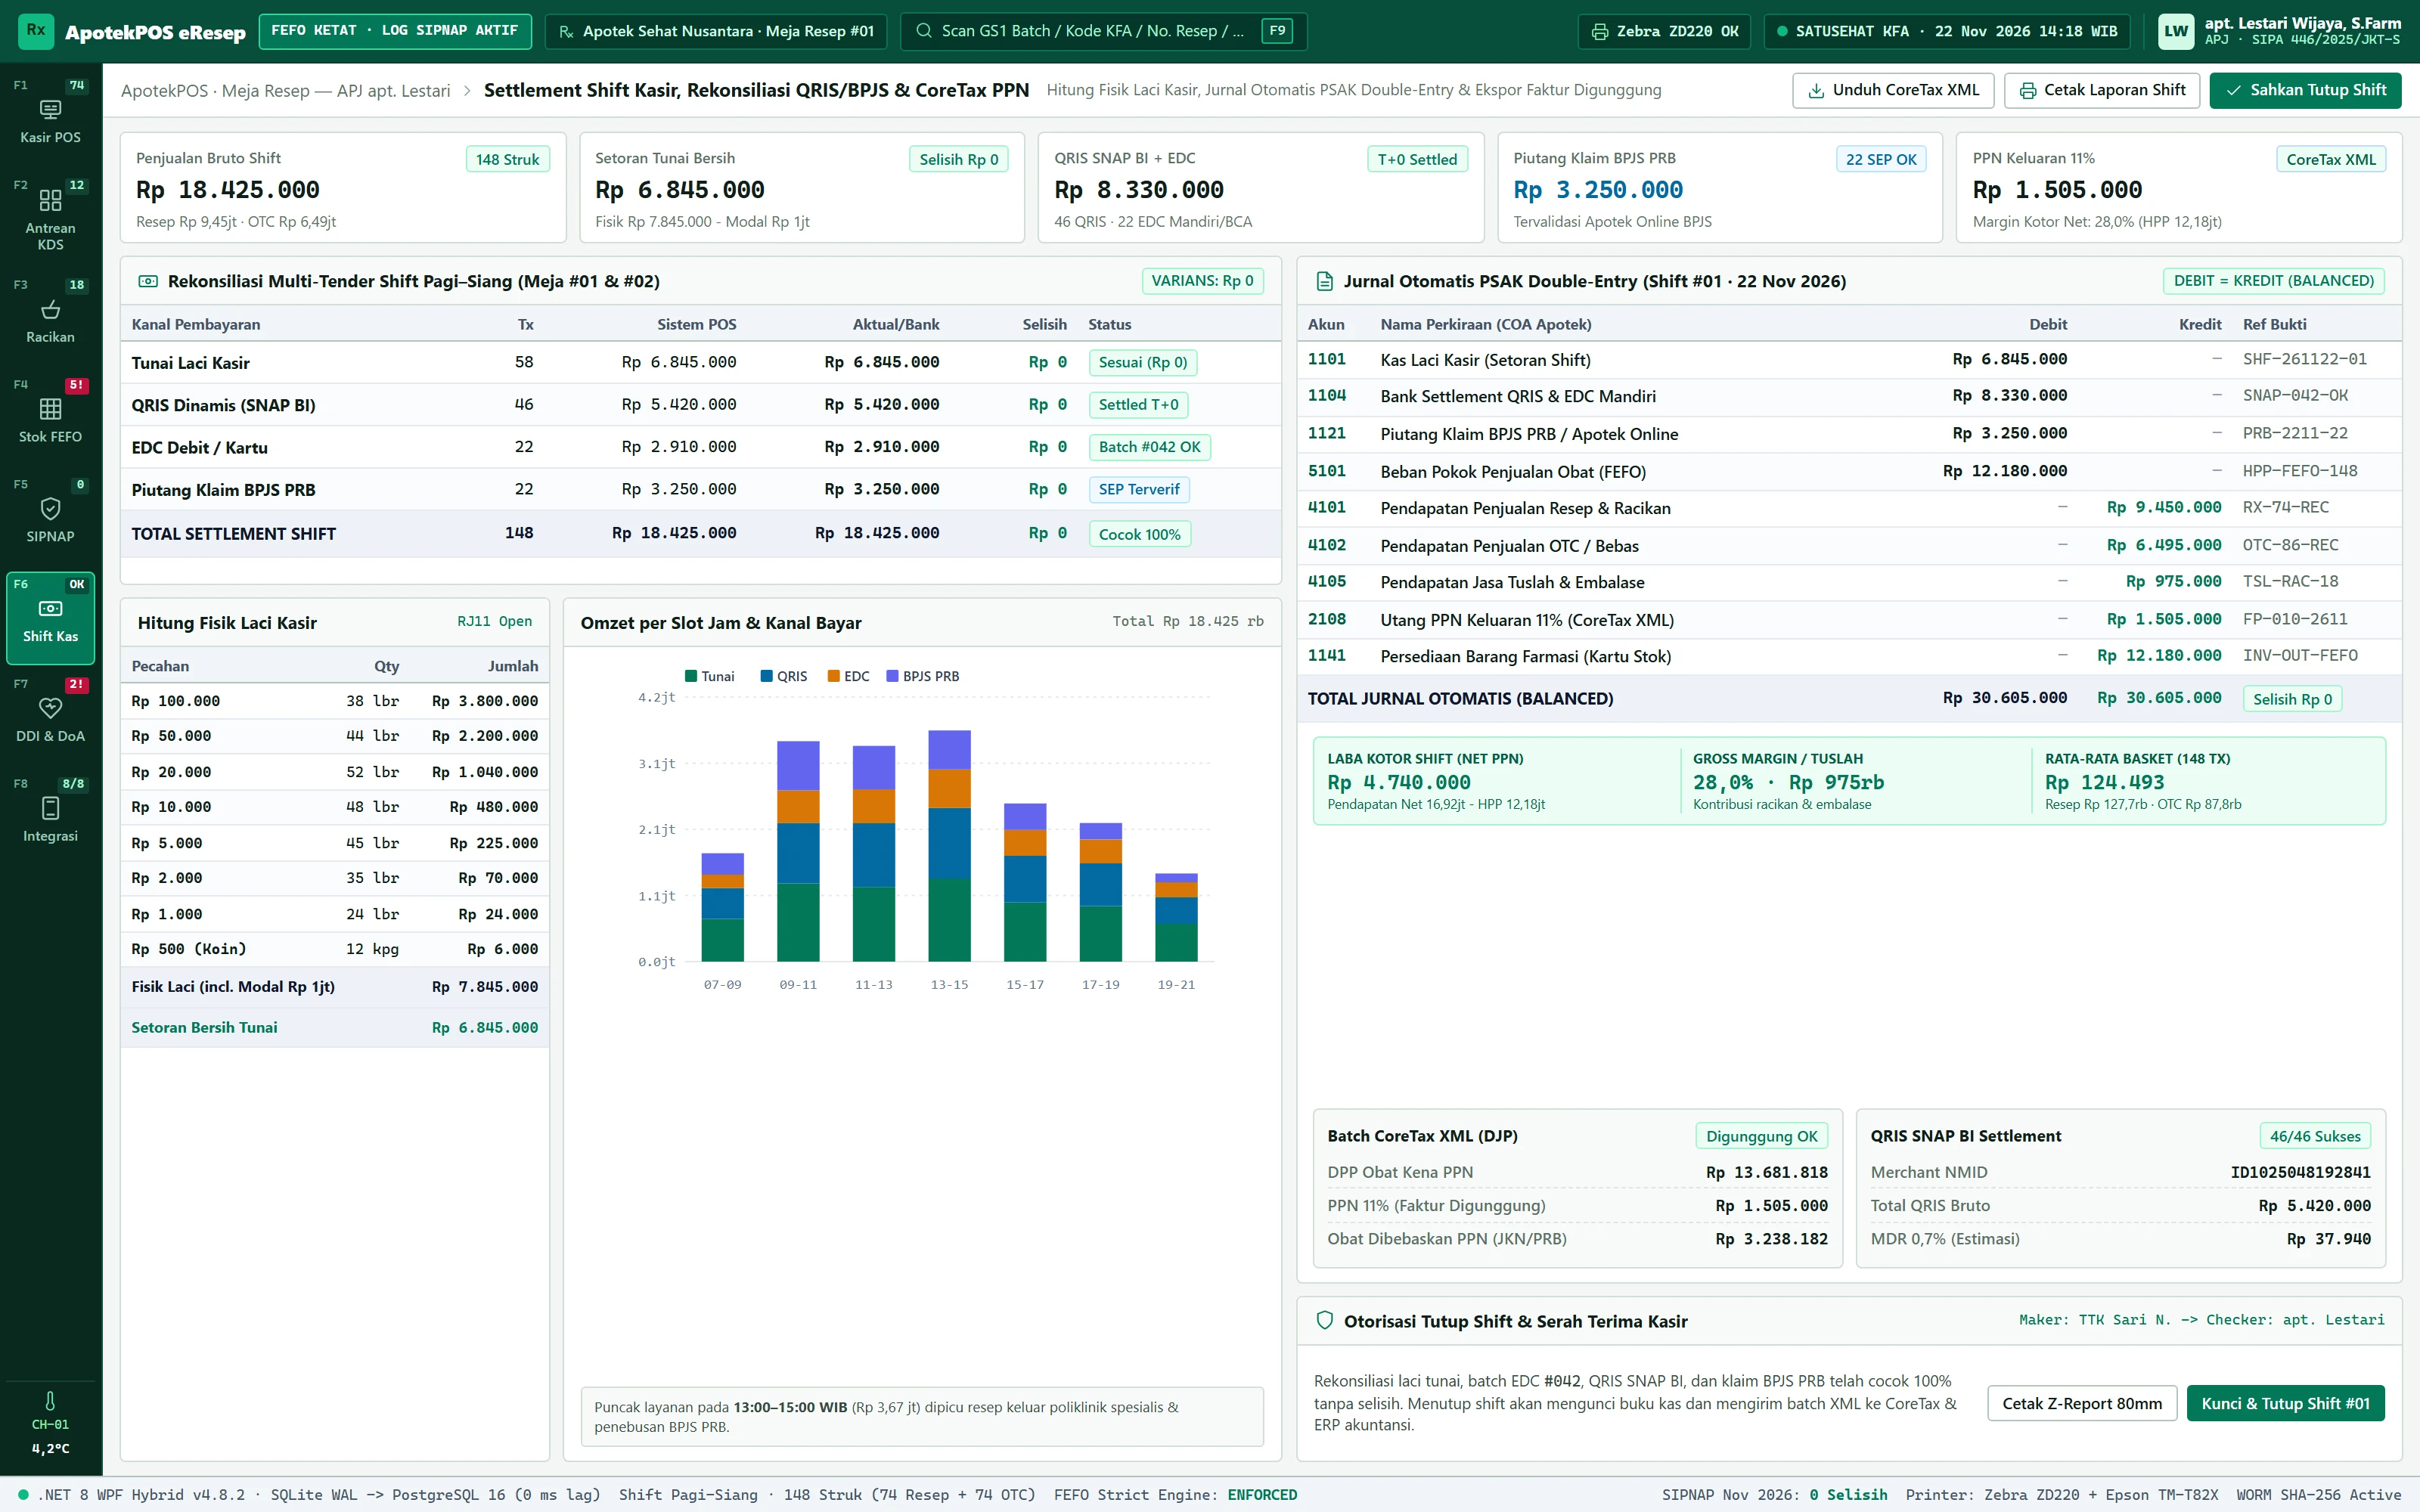 Rx ApotekPOS eResep FEFO KETAT · LOG SIPNAP AKTIF Apotek Sehat Nusantara · Meja Resep #01 Scan GS1 Batch / Kode KFA / No. Resep / ... F9 Zebra ZD220 OK SATUSEHAT KFA · 22 Nov 2026 14:18 WIB LW apt. Lestari Wijaya, S.Farm
APJ · SIPA 446/2025/JKT-S
F1 74
Kasir POS
F2 12
Antrean
KDS
F3 18
Racikan
F4 5!
Stok FEFO
F5 0
SIPNAP
F6 OK
Shift Kas
F7 2!
DDI & DoA
F8 8/8
Integrasi
CH-01
4,2°C
ApotekPOS · Meja Resep — APJ apt. Lestari > Settlement Shift Kasir, Rekonsiliasi QRIS/BPJS & CoreTax PPN Hitung Fisik Laci Kasir, Jurnal Otomatis PSAK Double-Entry & Ekspor Faktur Digunggung Unduh CoreTax XML Cetak Laporan Shift Sahkan Tutup Shift
Penjualan Bruto Shift 148 Struk
Rp 18.425.000
Resep Rp 9,45jt · OTC Rp 6,49jt
Setoran Tunai Bersih Selisih Rp 0
Rp 6.845.000
Fisik Rp 7.845.000 - Modal Rp 1jt
QRIS SNAP BI + EDC T+0 Settled
Rp 8.330.000
46 QRIS · 22 EDC Mandiri/BCA
Piutang Klaim BPJS PRB 22 SEP OK
Rp 3.250.000
Tervalidasi Apotek Online BPJS
PPN Keluaran 11% CoreTax XML
Rp 1.505.000
Margin Kotor Net: 28,0% (HPP 12,18jt)
Rekonsiliasi Multi-Tender Shift Pagi–Siang (Meja #01 & #02) VARIANS: Rp 0
Kanal Pembayaran Tx Sistem POS Aktual/Bank Selisih Status
Tunai Laci Kasir 58 Rp 6.845.000 Rp 6.845.000 Rp 0 Sesuai (Rp 0)
QRIS Dinamis (SNAP BI) 46 Rp 5.420.000 Rp 5.420.000 Rp 0 Settled T+0
EDC Debit / Kartu 22 Rp 2.910.000 Rp 2.910.000 Rp 0 Batch #042 OK
Piutang Klaim BPJS PRB 22 Rp 3.250.000 Rp 3.250.000 Rp 0 SEP Terverif
TOTAL SETTLEMENT SHIFT 148 Rp 18.425.000 Rp 18.425.000 Rp 0 Cocok 100%
Hitung Fisik Laci Kasir RJ11 Open
Pecahan Qty Jumlah
Rp 100.000 38 lbr Rp 3.800.000
Rp 50.000 44 lbr Rp 2.200.000
Rp 20.000 52 lbr Rp 1.040.000
Rp 10.000 48 lbr Rp 480.000
Rp 5.000 45 lbr Rp 225.000
Rp 2.000 35 lbr Rp 70.000
Rp 1.000 24 lbr Rp 24.000
Rp 500 (Koin) 12 kpg Rp 6.000
Fisik Laci (incl. Modal Rp 1jt) Rp 7.845.000
Setoran Bersih Tunai Rp 6.845.000
Omzet per Slot Jam & Kanal Bayar Total Rp 18.425 rb
Tunai QRIS EDC BPJS PRB
4.2jt
3.1jt
2.1jt
1.1jt
0.0jt
07-09 09-11 11-13 13-15 15-17 17-19 19-21
Puncak layanan pada 13:00–15:00 WIB (Rp 3,67 jt) dipicu resep keluar poliklinik spesialis &
penebusan BPJS PRB.
Jurnal Otomatis PSAK Double-Entry (Shift #01 · 22 Nov 2026) DEBIT = KREDIT (BALANCED)
Akun Nama Perkiraan (COA Apotek) Debit Kredit Ref Bukti
1101 Kas Laci Kasir (Setoran Shift) Rp 6.845.000 — SHF-261122-01
1104 Bank Settlement QRIS & EDC Mandiri Rp 8.330.000 — SNAP-042-OK
1121 Piutang Klaim BPJS PRB / Apotek Online Rp 3.250.000 — PRB-2211-22
5101 Beban Pokok Penjualan Obat (FEFO) Rp 12.180.000 — HPP-FEFO-148
4101 Pendapatan Penjualan Resep & Racikan — Rp 9.450.000 RX-74-REC
4102 Pendapatan Penjualan OTC / Bebas — Rp 6.495.000 OTC-86-REC
4105 Pendapatan Jasa Tuslah & Embalase — Rp 975.000 TSL-RAC-18
2108 Utang PPN Keluaran 11% (CoreTax XML) — Rp 1.505.000 FP-010-2611
1141 Persediaan Barang Farmasi (Kartu Stok) — Rp 12.180.000 INV-OUT-FEFO
TOTAL JURNAL OTOMATIS (BALANCED) Rp 30.605.000 Rp 30.605.000 Selisih Rp 0
LABA KOTOR SHIFT (NET PPN)
Rp 4.740.000
Pendapatan Net 16,92jt - HPP 12,18jt
GROSS MARGIN / TUSLAH
28,0% · Rp 975rb
Kontribusi racikan & embalase
RATA-RATA BASKET (148 TX)
Rp 124.493
Resep Rp 127,7rb · OTC Rp 87,8rb
Batch CoreTax XML (DJP) Digunggung OK
DPP Obat Kena PPN Rp 13.681.818
PPN 11% (Faktur Digunggung) Rp 1.505.000
Obat Dibebaskan PPN (JKN/PRB) Rp 3.238.182
QRIS SNAP BI Settlement 46/46 Sukses
Merchant NMID ID1025048192841
Total QRIS Bruto Rp 5.420.000
MDR 0,7% (Estimasi) Rp 37.940
Otorisasi Tutup Shift & Serah Terima Kasir Maker: TTK Sari N. -> Checker: apt. Lestari
Rekonsiliasi laci tunai, batch EDC #042, QRIS SNAP BI, dan klaim BPJS PRB telah cocok 100%
tanpa selisih. Menutup shift akan mengunci buku kas dan mengirim batch XML ke CoreTax &
ERP akuntansi.
Cetak Z-Report 80mm Kunci & Tutup Shift #01
.NET 8 WPF Hybrid v4.8.2 · SQLite WAL -> PostgreSQL 16 (0 ms lag) Shift Pagi-Siang · 148 Struk (74 Resep + 74 OTC) FEFO Strict Engine: ENFORCED SIPNAP Nov 2026: 0 Selisih Printer: Zebra ZD220 + Epson TM-T82X WORM SHA-256 Active